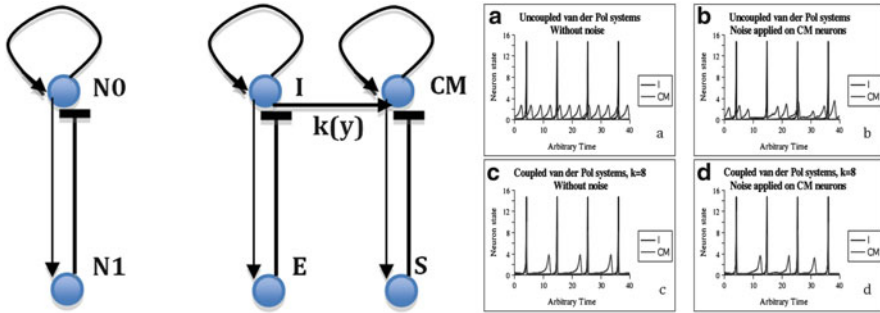 N0
N1
I
CM
k(y)
E
S
a
Uncoupled van der Pol systems
Without noise
Neuron state
16
12
8
4
0
0 10 20 30 40
Arbitrary Time
I
CM
a
b
Uncoupled van der Pol systems
Noise applied on CM neurons
Neuron state
16
12
8
4
0
0 10 20 30 40
Arbitrary Time
I
CM
b
c
Coupled van der Pol systems, k=8
Without noise
Neuron state
16
12
8
4
0
0 10 20 30 40
Arbitrary Time
I
CM
c
d
Coupled van der Pol systems, k=8
Noise applied on CM neurons
Neuron state
16
12
8
4
0
0 10 20 30 40
Arbitrary Time
I
CM
d